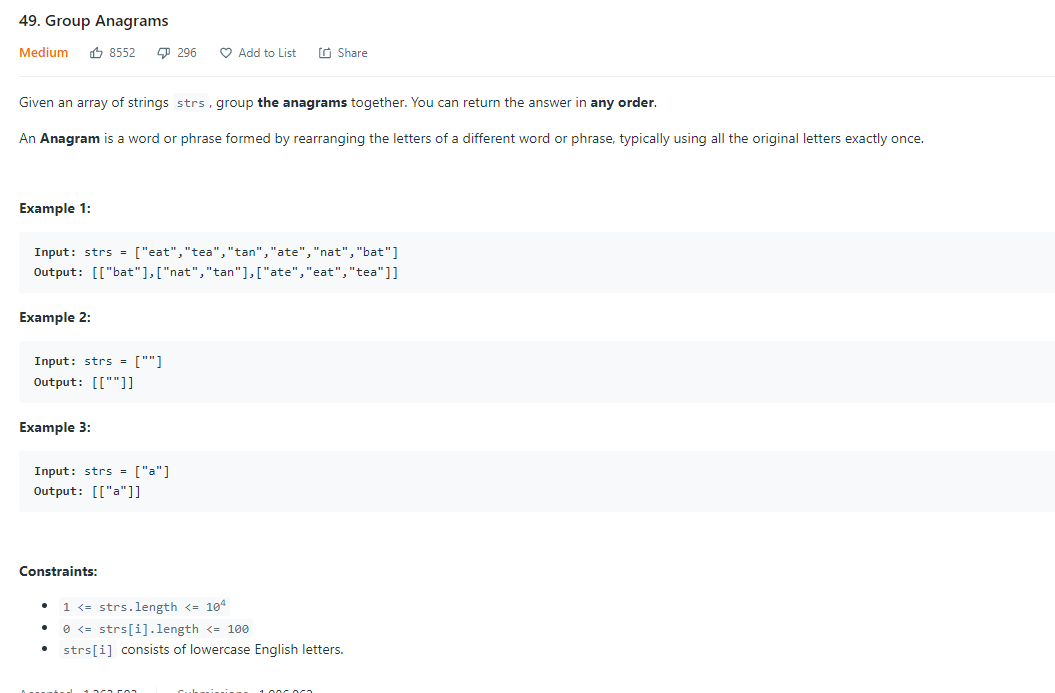 49. Group Anagrams
Medium 8552 296 Add to List Share
Given an array of strings strs, group the anagrams together. You can return the answer in any order.
An Anagram is a word or phrase formed by rearranging the letters of a different word or phrase, typically using all the original letters exactly once.
Example 1:
Input: strs = ["eat","tea","tan","ate","nat","bat"]
Output: [["bat"],["nat","tan"],["ate","eat","tea"]]
Example 2:
Input: strs = [""]
Output: [[""]]
Example 3:
Input: strs = ["a"]
Output: [["a"]]
Constraints:
• 1 <= strs.length <= 10⁴
• 0 <= strs[i].length <= 100
• strs[i] consists of lowercase English letters.
Accepted Submissions